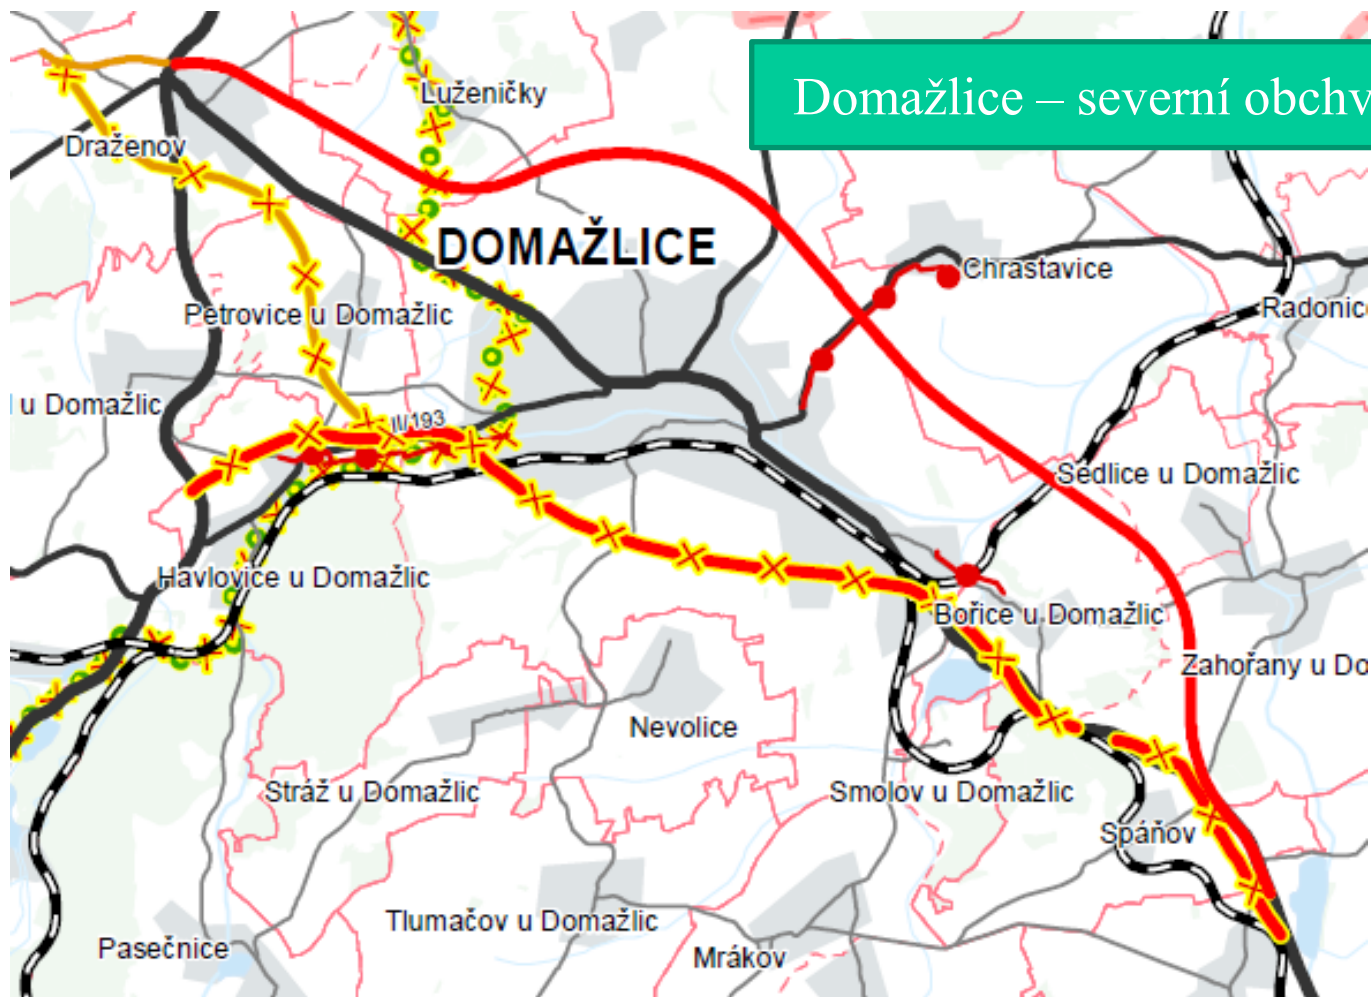 Domažlice – severní obchv
Luženičky
Draženov
DOMAŽLICE
Chrastavice
Petrovice u Domažlic
Radonic
u Domažlic
II/193
Sedlice u Domažlic
Havlovice u Domažlic
Bořice u Domažlic
Zahořany u Do
Nevolice
Stráž u Domažlic
Smolov u Domažlic
Spáňov
Tlumačov u Domažlic
Pasečnice
Mrákov